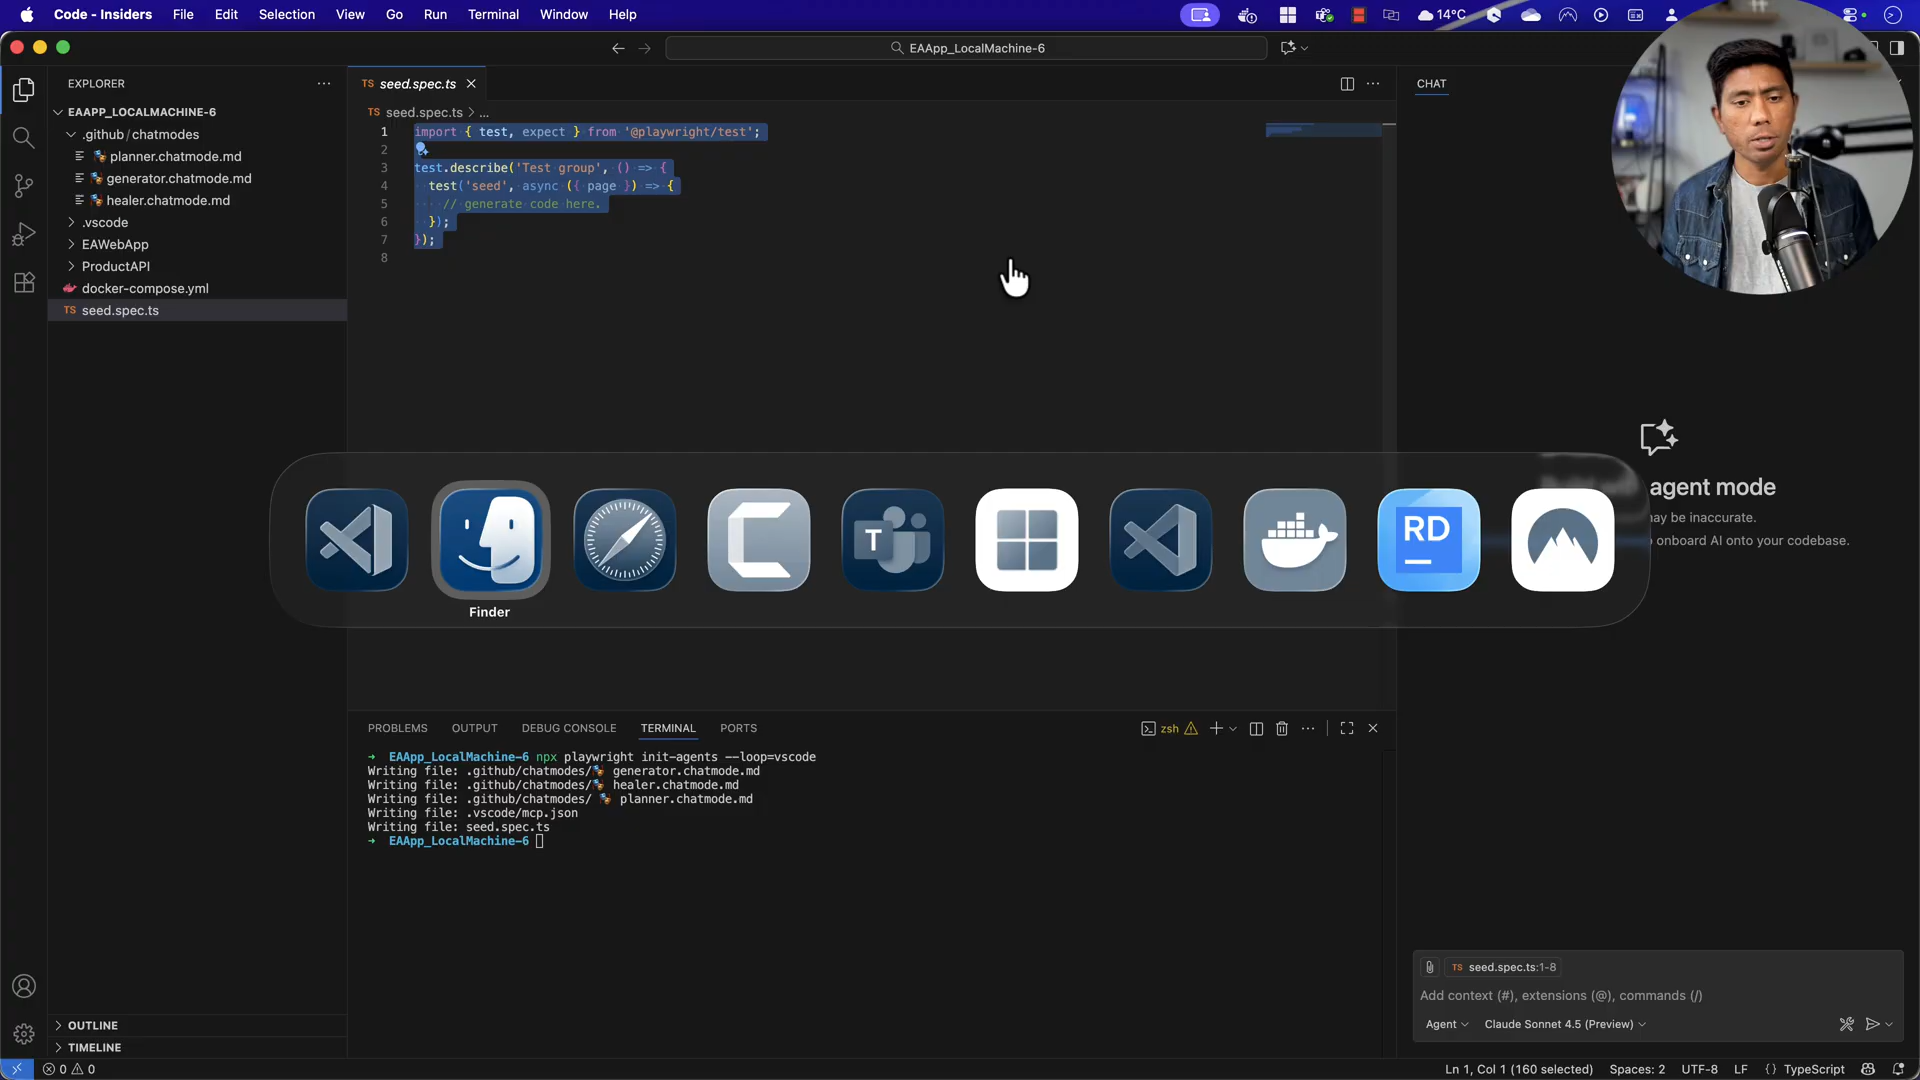 Code - Insiders File Edit Selection View Go Run Terminal Window Help
14°C
EAApp_LocalMachine-6
EXPLORER
EAAPP_LOCALMACHINE-6
.github / chatmodes
planner.chatmode.md
generator.chatmode.md
healer.chatmode.md
.vscode
EAWebApp
ProductAPI
docker-compose.yml
TS seed.spec.ts
TS seed.spec.ts
TS seed.spec.ts > ...
1 import { test, expect } from '@playwright/test';
2
3 test.describe('Test group', () => {
4 test('seed', async ({ page }) => {
5 // generate code here.
6 });
7 });
8
CHAT
agent mode
may be inaccurate.
onboard AI onto your codebase.
T
RD
Finder
PROBLEMS OUTPUT DEBUG CONSOLE TERMINAL PORTS
zsh
→ EAApp_LocalMachine-6 npx playwright init-agents --loop=vscode
Writing file: .github/chatmodes/ generator.chatmode.md
Writing file: .github/chatmodes/ healer.chatmode.md
Writing file: .github/chatmodes/ planner.chatmode.md
Writing file: .vscode/mcp.json
Writing file: seed.spec.ts
→ EAApp_LocalMachine-6
TS seed.spec.ts:1-8
Add context (#), extensions (@), commands (/)
Agent Claude Sonnet 4.5 (Preview)
OUTLINE
TIMELINE
0 0
Ln 1, Col 1 (160 selected) Spaces: 2 UTF-8 LF {} TypeScript